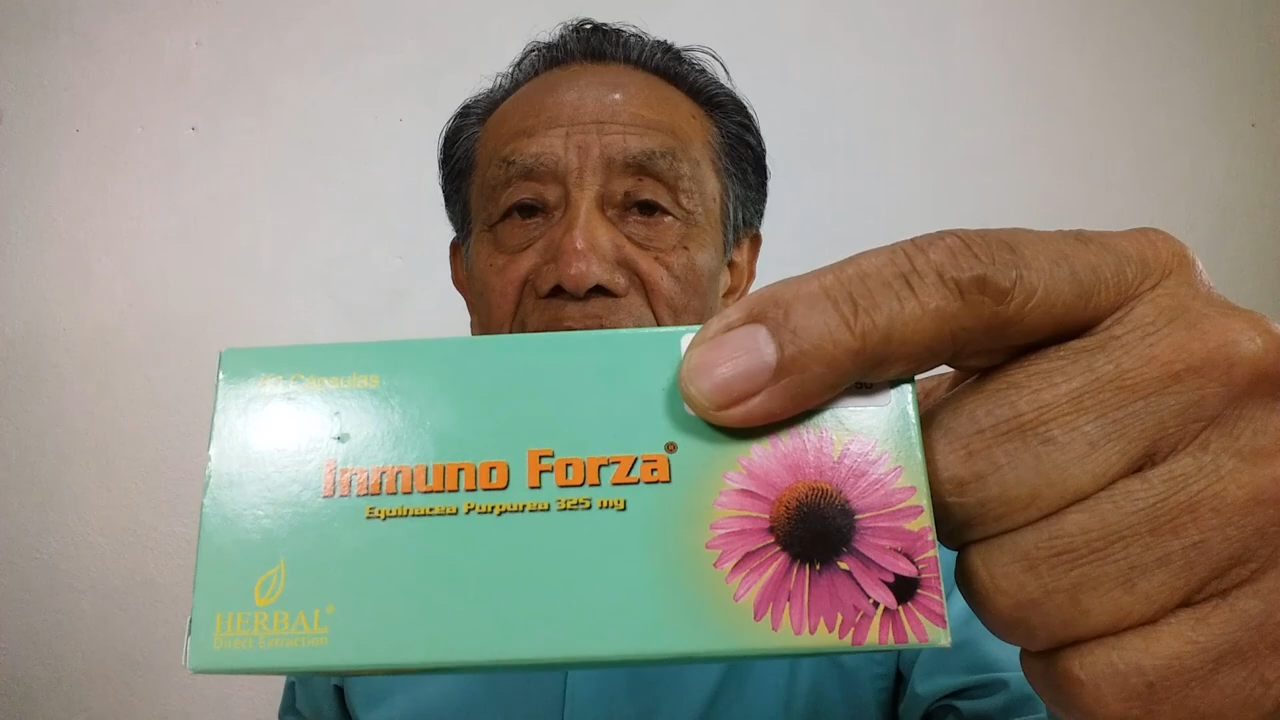 Cápsulas
Inmuno Forza®
Equinacea Purpurea 325 mg
HERBAL®
Direct Extraction